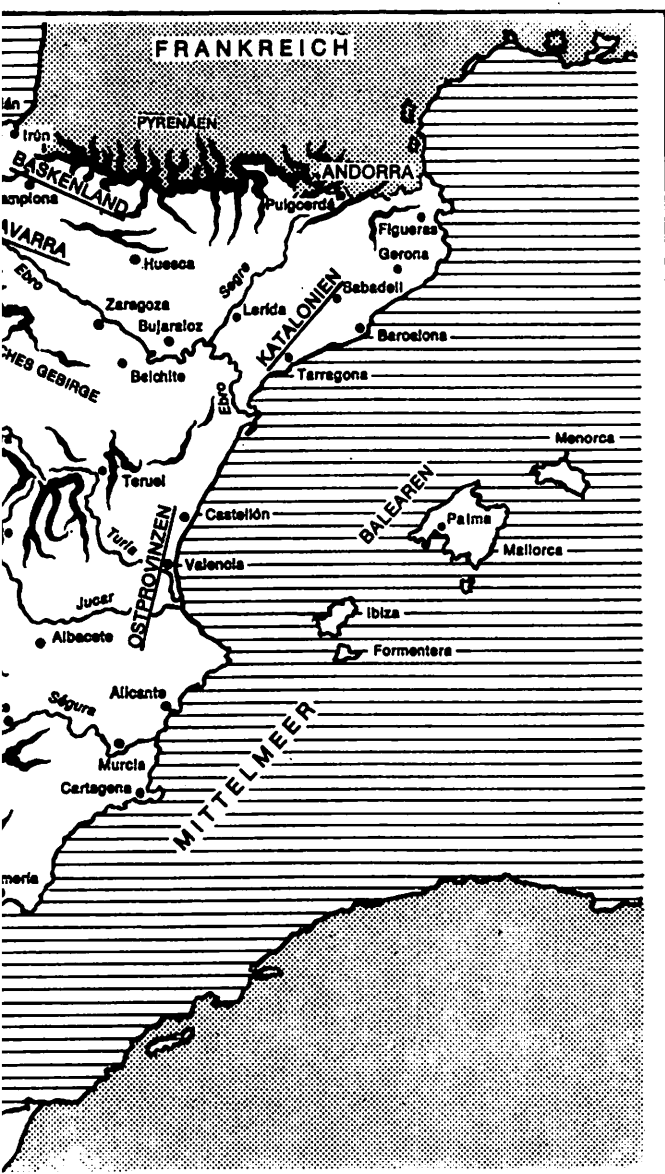 FRANKREICH
PYRENÄEN
Irún
ANDORRA
BASKENLAND
Puigcerdá
Figueras
Gerona
Huesca
Ebro
Segre
Sabadell
Zaragoza
Lerida
KATALONIEN
Bujaraloz
Barcelona
Belchite
Tarragona
Ebro
Menorca
BALEAREN
Teruel
Palma
Castellón
Mallorca
Turia
OSTPROVINZEN
Valencia
Jucar
Ibiza
Albacete
Formentera
Alicante
Ségura
MITTELMEER
Murcia
Cartagena